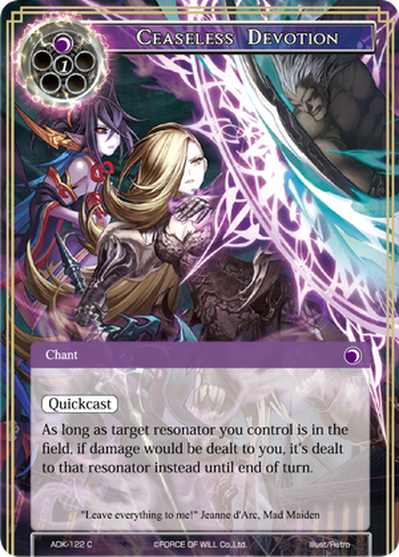 CEASELESS DEVOTION
1
Chant
Quickcast
As long as target resonator you control is in the
field, if damage would be dealt to you, it's dealt
to that resonator instead until end of turn.
"Leave everything to me!" Jeanne d'Arc, Mad Maiden
ADK-122 C ©FORCE OF WILL Co.,Ltd. Illust/Retro